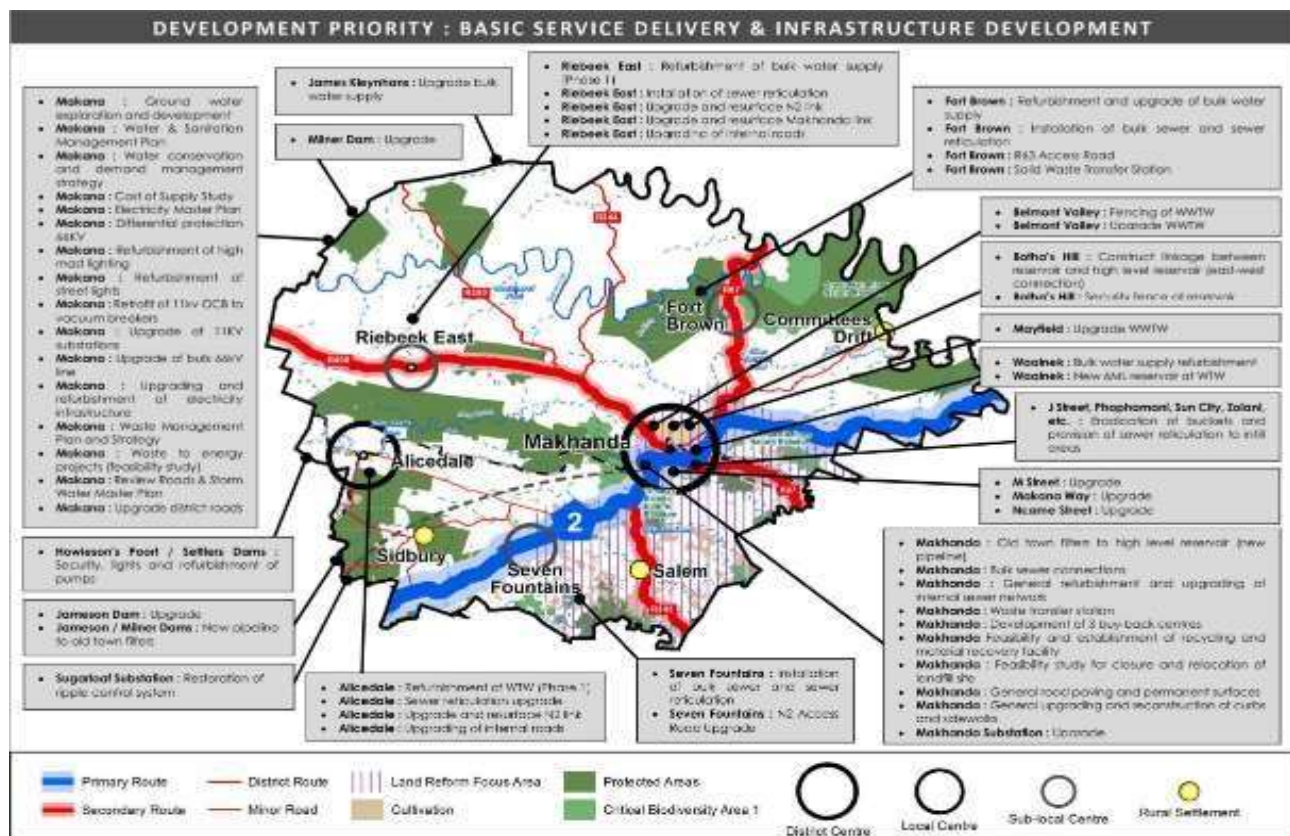 DEVELOPMENT PRIORITY : BASIC SERVICE DELIVERY & INFRASTRUCTURE DEVELOPMENT
• Makana : Ground water
exploration and development
• Makana : Water & Sanitation
Management Plan
• Makana : Water conservation
and demand management
strategy
• Makana : Cost of Supply Study
• Makana : Electricity Master Plan
• Makana : Differential protection
66KV
• Makana : Refurbishment of high
mast lighting
• Makana : Refurbishment of
street lights
• Makana : Retrofit of 11kv OCB to
vacuum breakers
• Makana : Upgrade of 11KV
substations
• Makana : Upgrade of bulk 66kV
line
• Makana : Upgrading and
refurbishment of electricity
infrastructure
• Makana : Waste Management
Plan and Strategy
• Makana : Waste to energy
projects (feasibility study)
• Makana : Review Roads & Storm
Water Master Plan
• Makana : Upgrade district roads
• James Kleynhans : Upgrade bulk
water supply
• Milner Dam : Upgrade
• Riebeek East : Refurbishment of bulk water supply
(Phase 1)
• Riebeek East : Installation of sewer reticulation
• Riebeek East : Upgrade and resurface N2 link
• Riebeek East : Upgrade and resurface Makhanda link
• Riebeek East : Upgrading of internal roads
• Fort Brown : Refurbishment and upgrade of bulk water
supply
• Fort Brown : Installation of bulk sewer and sewer
reticulation
• Fort Brown : R63 Access Road
• Fort Brown : Solid Waste Transfer Station
• Belmont Valley : Fencing of WWTW
• Belmont Valley : Upgrade WWTW
• Botha's Hill : Construct linkage between
reservoir and high level reservoir (east-west
connection)
• Botha's Hill : Security fence at reservoir
• Mayfield : Upgrade WWTW
• Waainek : Bulk water supply refurbishment
• Waainek : New 6ML reservoir at WTW
• J Street, Phaphamani, Sun City, Zolani,
etc. : Eradication of buckets and
provision of sewer reticulation to infill
areas
• M Street : Upgrade
• Makana Way : Upgrade
• Ncame Street : Upgrade
• Makhanda : Old town filters to high level reservoir (new
pipeline)
• Makhanda : Bulk sewer connections
• Makhanda : General refurbishment and upgrading of
internal sewer network
• Makhanda : Waste transfer station
• Makhanda : Development of 3 buy-back centres
• Makhanda Feasibility and establishment of recycling and
material recovery facility
• Makhanda : Feasibility study for closure and relocation of
landfill site
• Makhanda : General road paving and permanent surfaces
• Makhanda : General upgrading and reconstruction of curbs
and sidewalks
• Makhanda Substation : Upgrade
• Howieson's Poort / Settlers Dams :
Security, lights and refurbishment of
pumps
• Jameson Dam : Upgrade
• Jameson / Milner Dams : New pipeline
to old town filters
• Sugarloaf Substation : Restoration of
ripple control system
• Alicedale : Refurbishment of WTW (Phase 1)
• Alicedale : Sewer reticulation upgrade
• Alicedale : Upgrade and resurface N2 link
• Alicedale : Upgrading of internal roads
• Seven Fountains : Installation
of bulk sewer and sewer
reticulation
• Seven Fountains : N2 Access
Road Upgrade
Riebeek East
Fort
Brown
Committees
Drift
Makhanda
Alicedale
Sidbury
2
Seven
Fountains
Salem
R67
Primary Route
Secondary Route
District Route
Minor Road
Land Reform Focus Area
Cultivation
Protected Areas
Critical Biodiversity Area 1
District Centre
Local Centre
Sub-local Centre
Rural Settlement